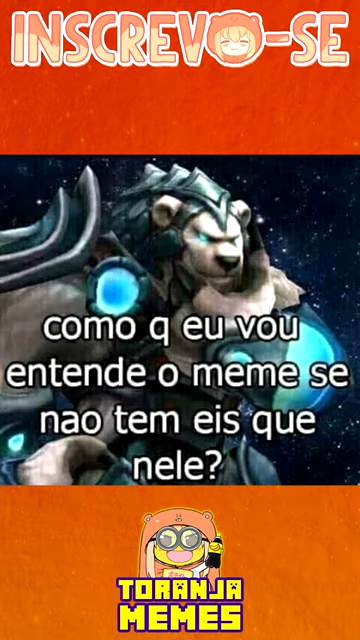 INSCREVO-SE
como q eu vou
entende o meme se
nao tem eis que
nele?
TORANJA
MEMES